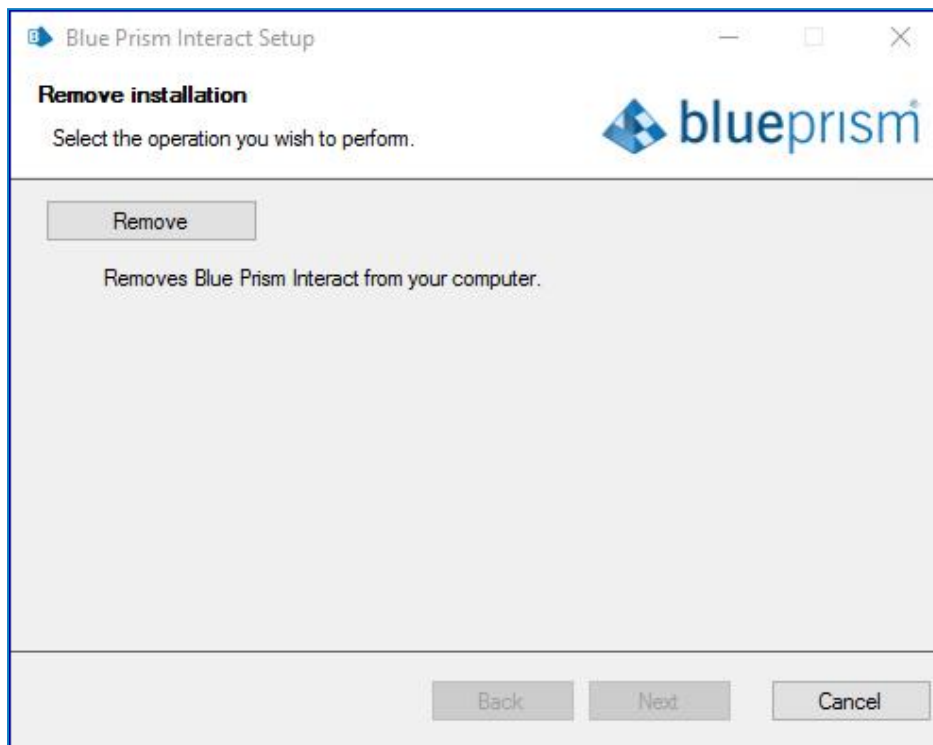 Blue Prism Interact Setup
Remove installation
Select the operation you wish to perform.
blueprism®
Remove
Removes Blue Prism Interact from your computer.
Back
Next
Cancel